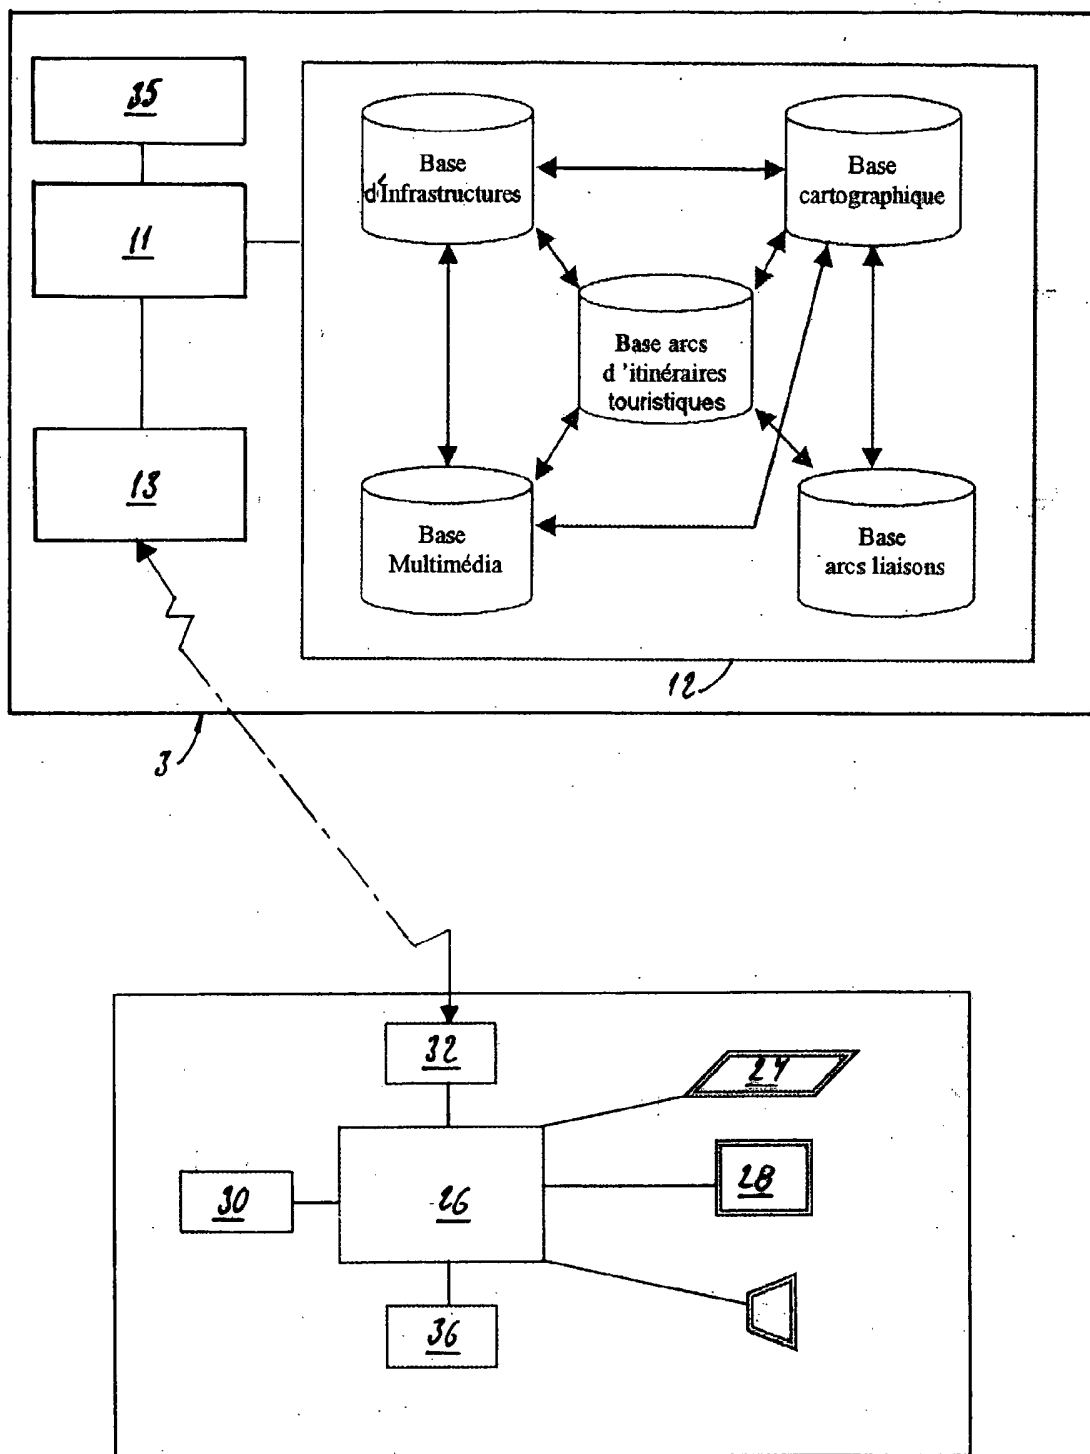 35
Base
d'Infrastructures
Base
cartographique
11
Base arcs
d 'itinéraires
touristiques
13
Base
Multimédia
Base
arcs liaisons
12
3
32
28
30
26
36